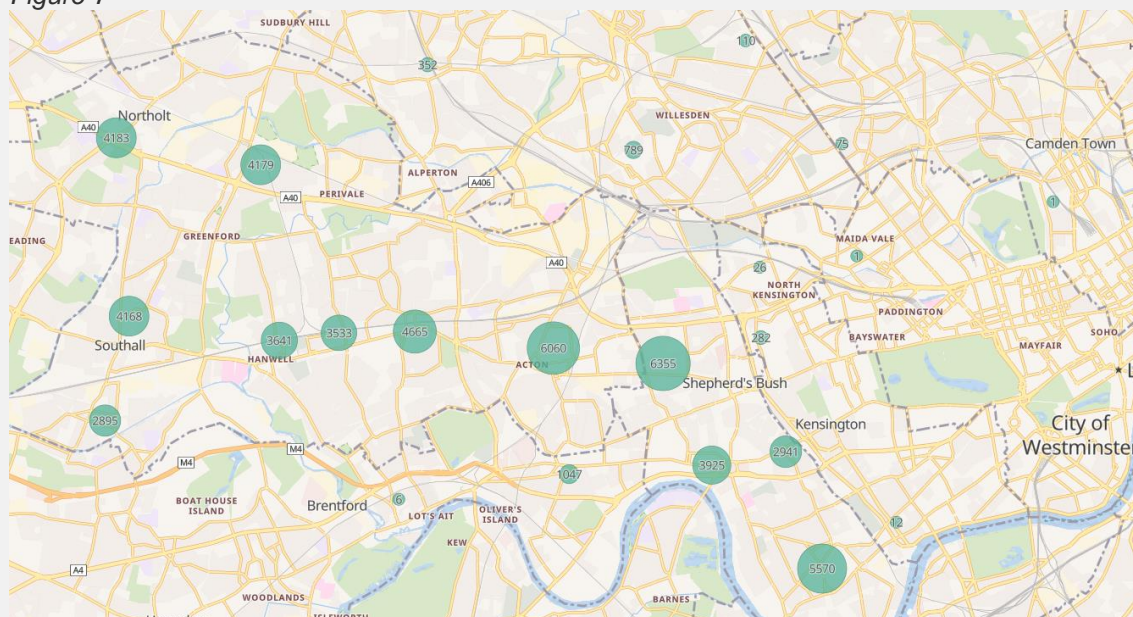 SUDBURY HILL
110
352
Northolt
A40
4183
WILLESDEN
789
75
Camden Town
4179
ALPERTON
A406
A40
PERIVALE
1
GREENFORD
EADING
MAIDA VALE
1
A40
26
NORTH
KENSINGTON
PADDINGTON
4168
Southall
3641
3533
4665
HANWELL
6060
ACTON
6355
Shepherd's Bush
282
BAYSWATER
SOHO
MAYFAIR
2895
Kensington
City of
Westminster
2941
3925
M4
M4
1047
BOAT HOUSE
ISLAND
Brentford
6
LOT'S AIT
OLIVER'S
ISLAND
12
KEW
A4
5570
WOODLANDS
BARNES
ISLEWORTH